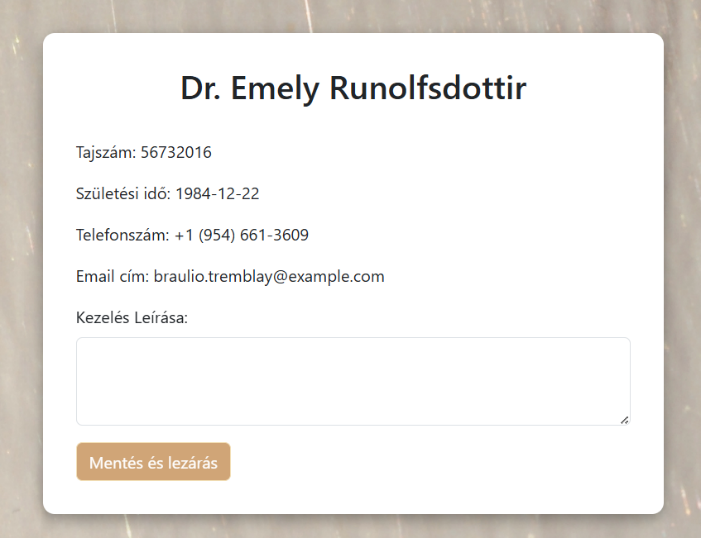 Dr. Emely Runolfsdottir
Tajszám: 56732016
Születési idő: 1984-12-22
Telefonszám: +1 (954) 661-3609
Email cím: braulio.tremblay@example.com
Kezelés Leírása:
Mentés és lezárás